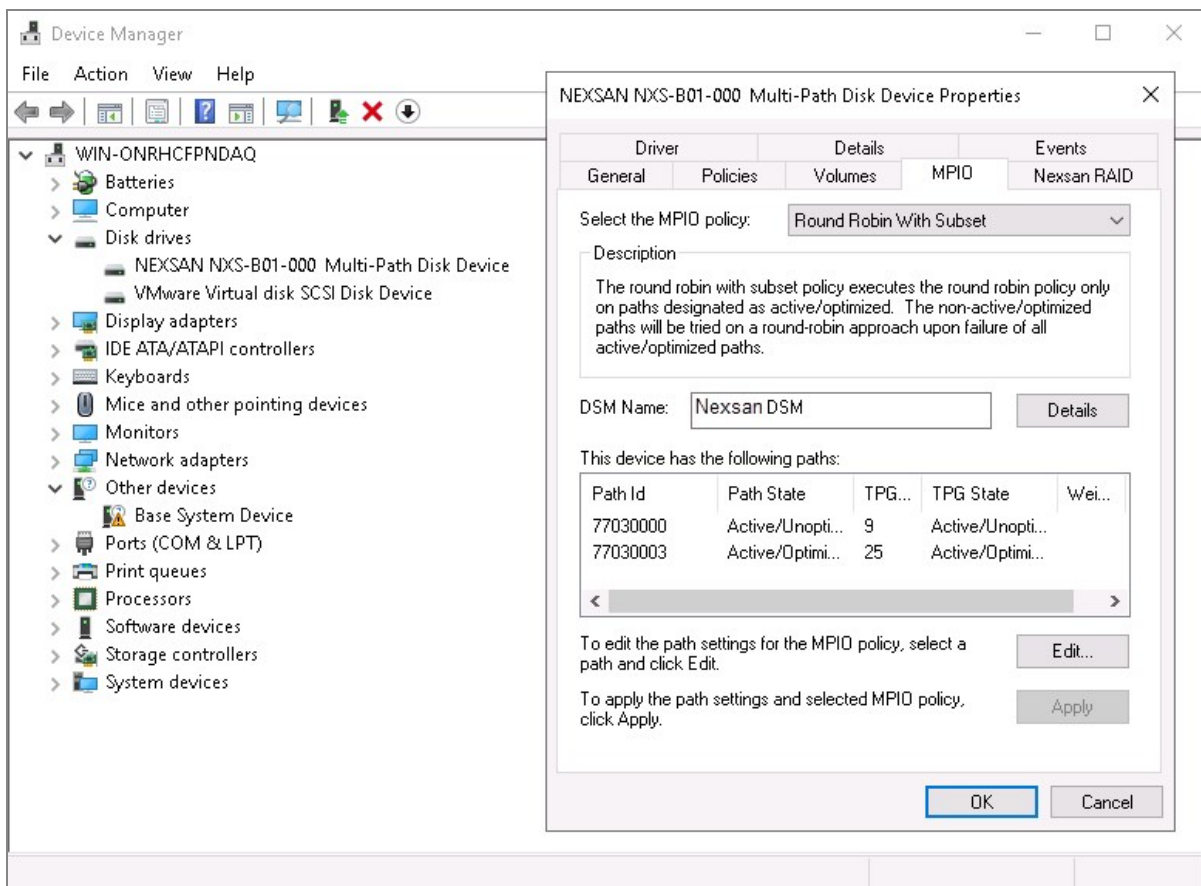 Device Manager
File Action View Help
WIN-ONRHCFPNDAQ
Batteries
Computer
Disk drives
NEXSAN NXS-B01-000 Multi-Path Disk Device
VMware Virtual disk SCSI Disk Device
Display adapters
IDE ATA/ATAPI controllers
Keyboards
Mice and other pointing devices
Monitors
Network adapters
Other devices
Base System Device
Ports (COM & LPT)
Print queues
Processors
Software devices
Storage controllers
System devices
NEXSAN NXS-B01-000 Multi-Path Disk Device Properties
Driver Details Events
General Policies Volumes MPIO Nexsan RAID
Select the MPIO policy: Round Robin With Subset
Description
The round robin with subset policy executes the round robin policy only
on paths designated as active/optimized. The non-active/optimized
paths will be tried on a round-robin approach upon failure of all
active/optimized paths.
DSM Name: Nexsan DSM Details
This device has the following paths:
Path Id Path State TPG... TPG State Wei...
77030000 Active/Unopti... 9 Active/Unopti...
77030003 Active/Optimi... 25 Active/Optimi...
To edit the path settings for the MPIO policy, select a
path and click Edit.
Edit...
To apply the path settings and selected MPIO policy,
click Apply.
Apply
OK Cancel